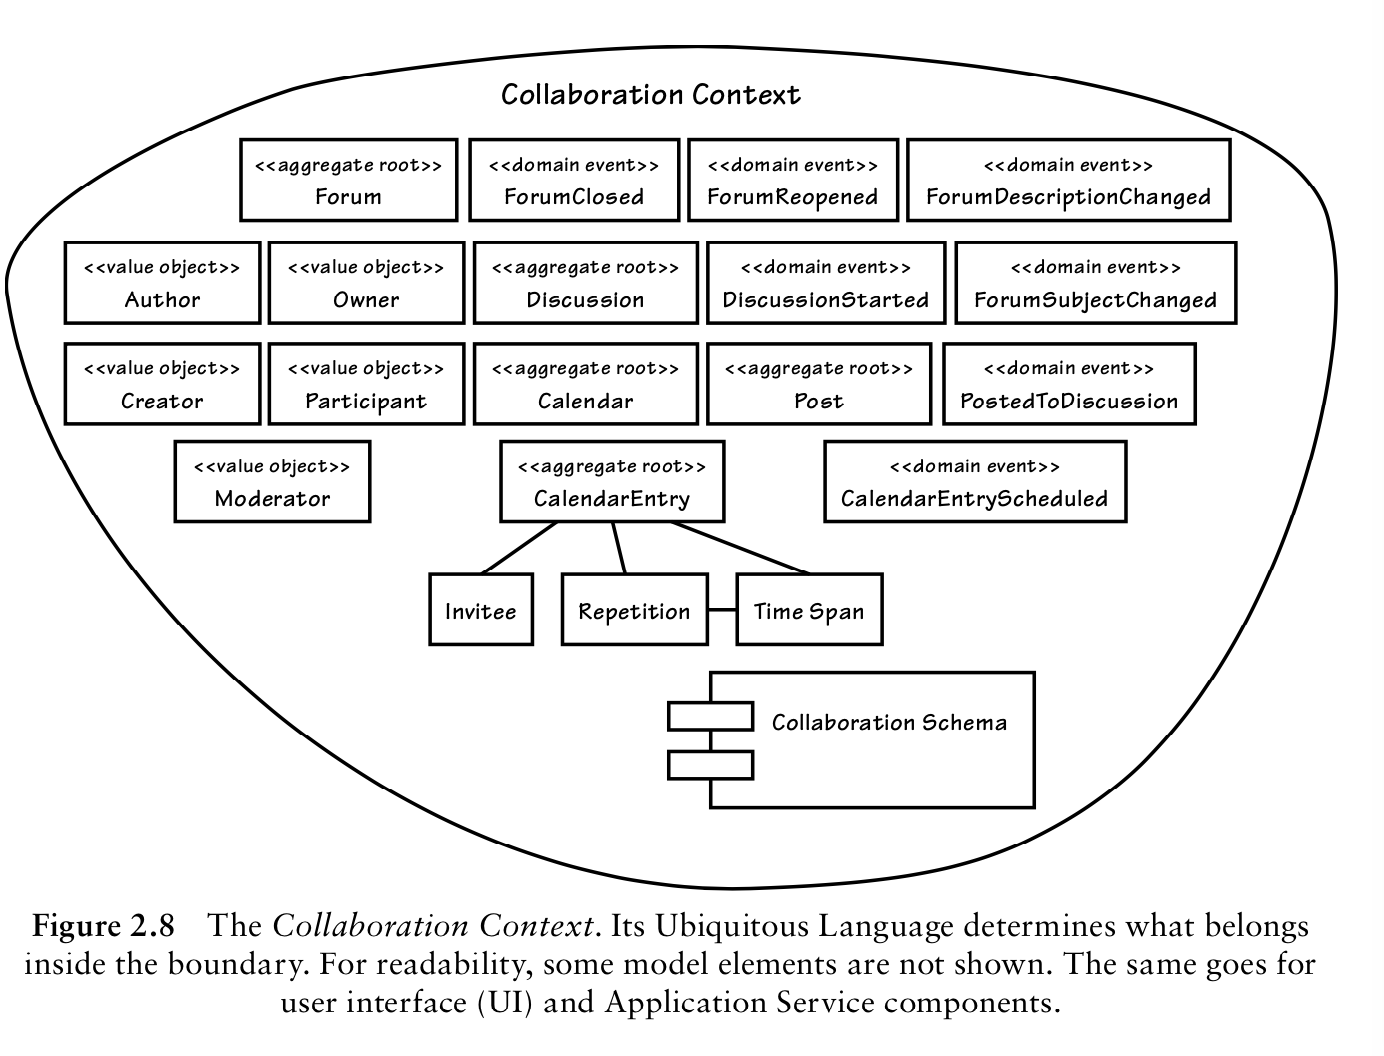 Collaboration Context
<<aggregate root>> <<domain event>> <<domain event>> <<domain event>>
Forum ForumClosed ForumReopened ForumDescriptionChanged
<<value object>> <<value object>> <<aggregate root>> <<domain event>> <<domain event>>
Author Owner Discussion DiscussionStarted ForumSubjectChanged
<<value object>> <<value object>> <<aggregate root>> <<aggregate root>> <<domain event>>
Creator Participant Calendar Post PostedToDiscussion
<<value object>> <<aggregate root>> <<domain event>>
Moderator CalendarEntry CalendarEntryScheduled
Invitee Repetition Time Span
Collaboration Schema
Figure 2.8 The Collaboration Context. Its Ubiquitous Language determines what belongs
inside the boundary. For readability, some model elements are not shown. The same goes for
user interface (UI) and Application Service components.